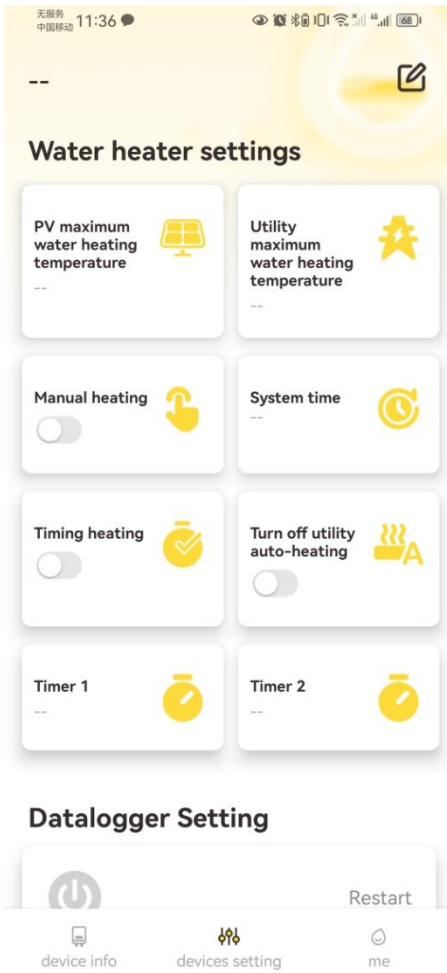 无服务
中国移动 11:36
68
--
Water heater settings
PV maximum
water heating
temperature
--
Utility
maximum
water heating
temperature
--
Manual heating
System time
--
Timing heating
Turn off utility
auto-heating
A
Timer 1
--
Timer 2
--
Datalogger Setting
Restart
device info
devices setting
me